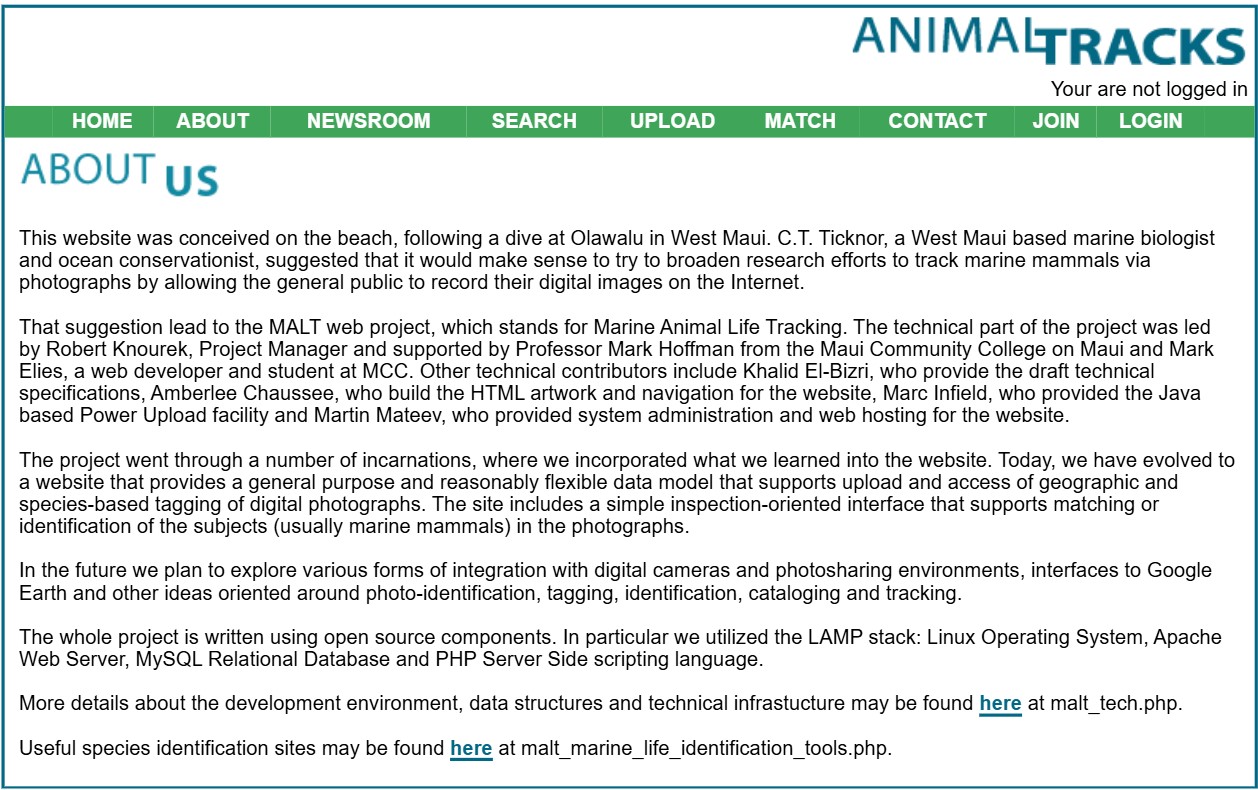 ANIMALTRACKS
Your are not logged in
HOME ABOUT NEWSROOM SEARCH UPLOAD MATCH CONTACT JOIN LOGIN
ABOUT US
This website was conceived on the beach, following a dive at Olawalu in West Maui. C.T. Ticknor, a West Maui based marine biologist
and ocean conservationist, suggested that it would make sense to try to broaden research efforts to track marine mammals via
photographs by allowing the general public to record their digital images on the Internet.
That suggestion lead to the MALT web project, which stands for Marine Animal Life Tracking. The technical part of the project was led
by Robert Knourek, Project Manager and supported by Professor Mark Hoffman from the Maui Community College on Maui and Mark
Elies, a web developer and student at MCC. Other technical contributors include Khalid El-Bizri, who provide the draft technical
specifications, Amberlee Chaussee, who build the HTML artwork and navigation for the website, Marc Infield, who provided the Java
based Power Upload facility and Martin Mateev, who provided system administration and web hosting for the website.
The project went through a number of incarnations, where we incorporated what we learned into the website. Today, we have evolved to
a website that provides a general purpose and reasonably flexible data model that supports upload and access of geographic and
species-based tagging of digital photographs. The site includes a simple inspection-oriented interface that supports matching or
identification of the subjects (usually marine mammals) in the photographs.
In the future we plan to explore various forms of integration with digital cameras and photosharing environments, interfaces to Google
Earth and other ideas oriented around photo-identification, tagging, identification, cataloging and tracking.
The whole project is written using open source components. In particular we utilized the LAMP stack: Linux Operating System, Apache
Web Server, MySQL Relational Database and PHP Server Side scripting language.
More details about the development environment, data structures and technical infrastucture may be found here at malt_tech.php.
Useful species identification sites may be found here at malt_marine_life_identification_tools.php.